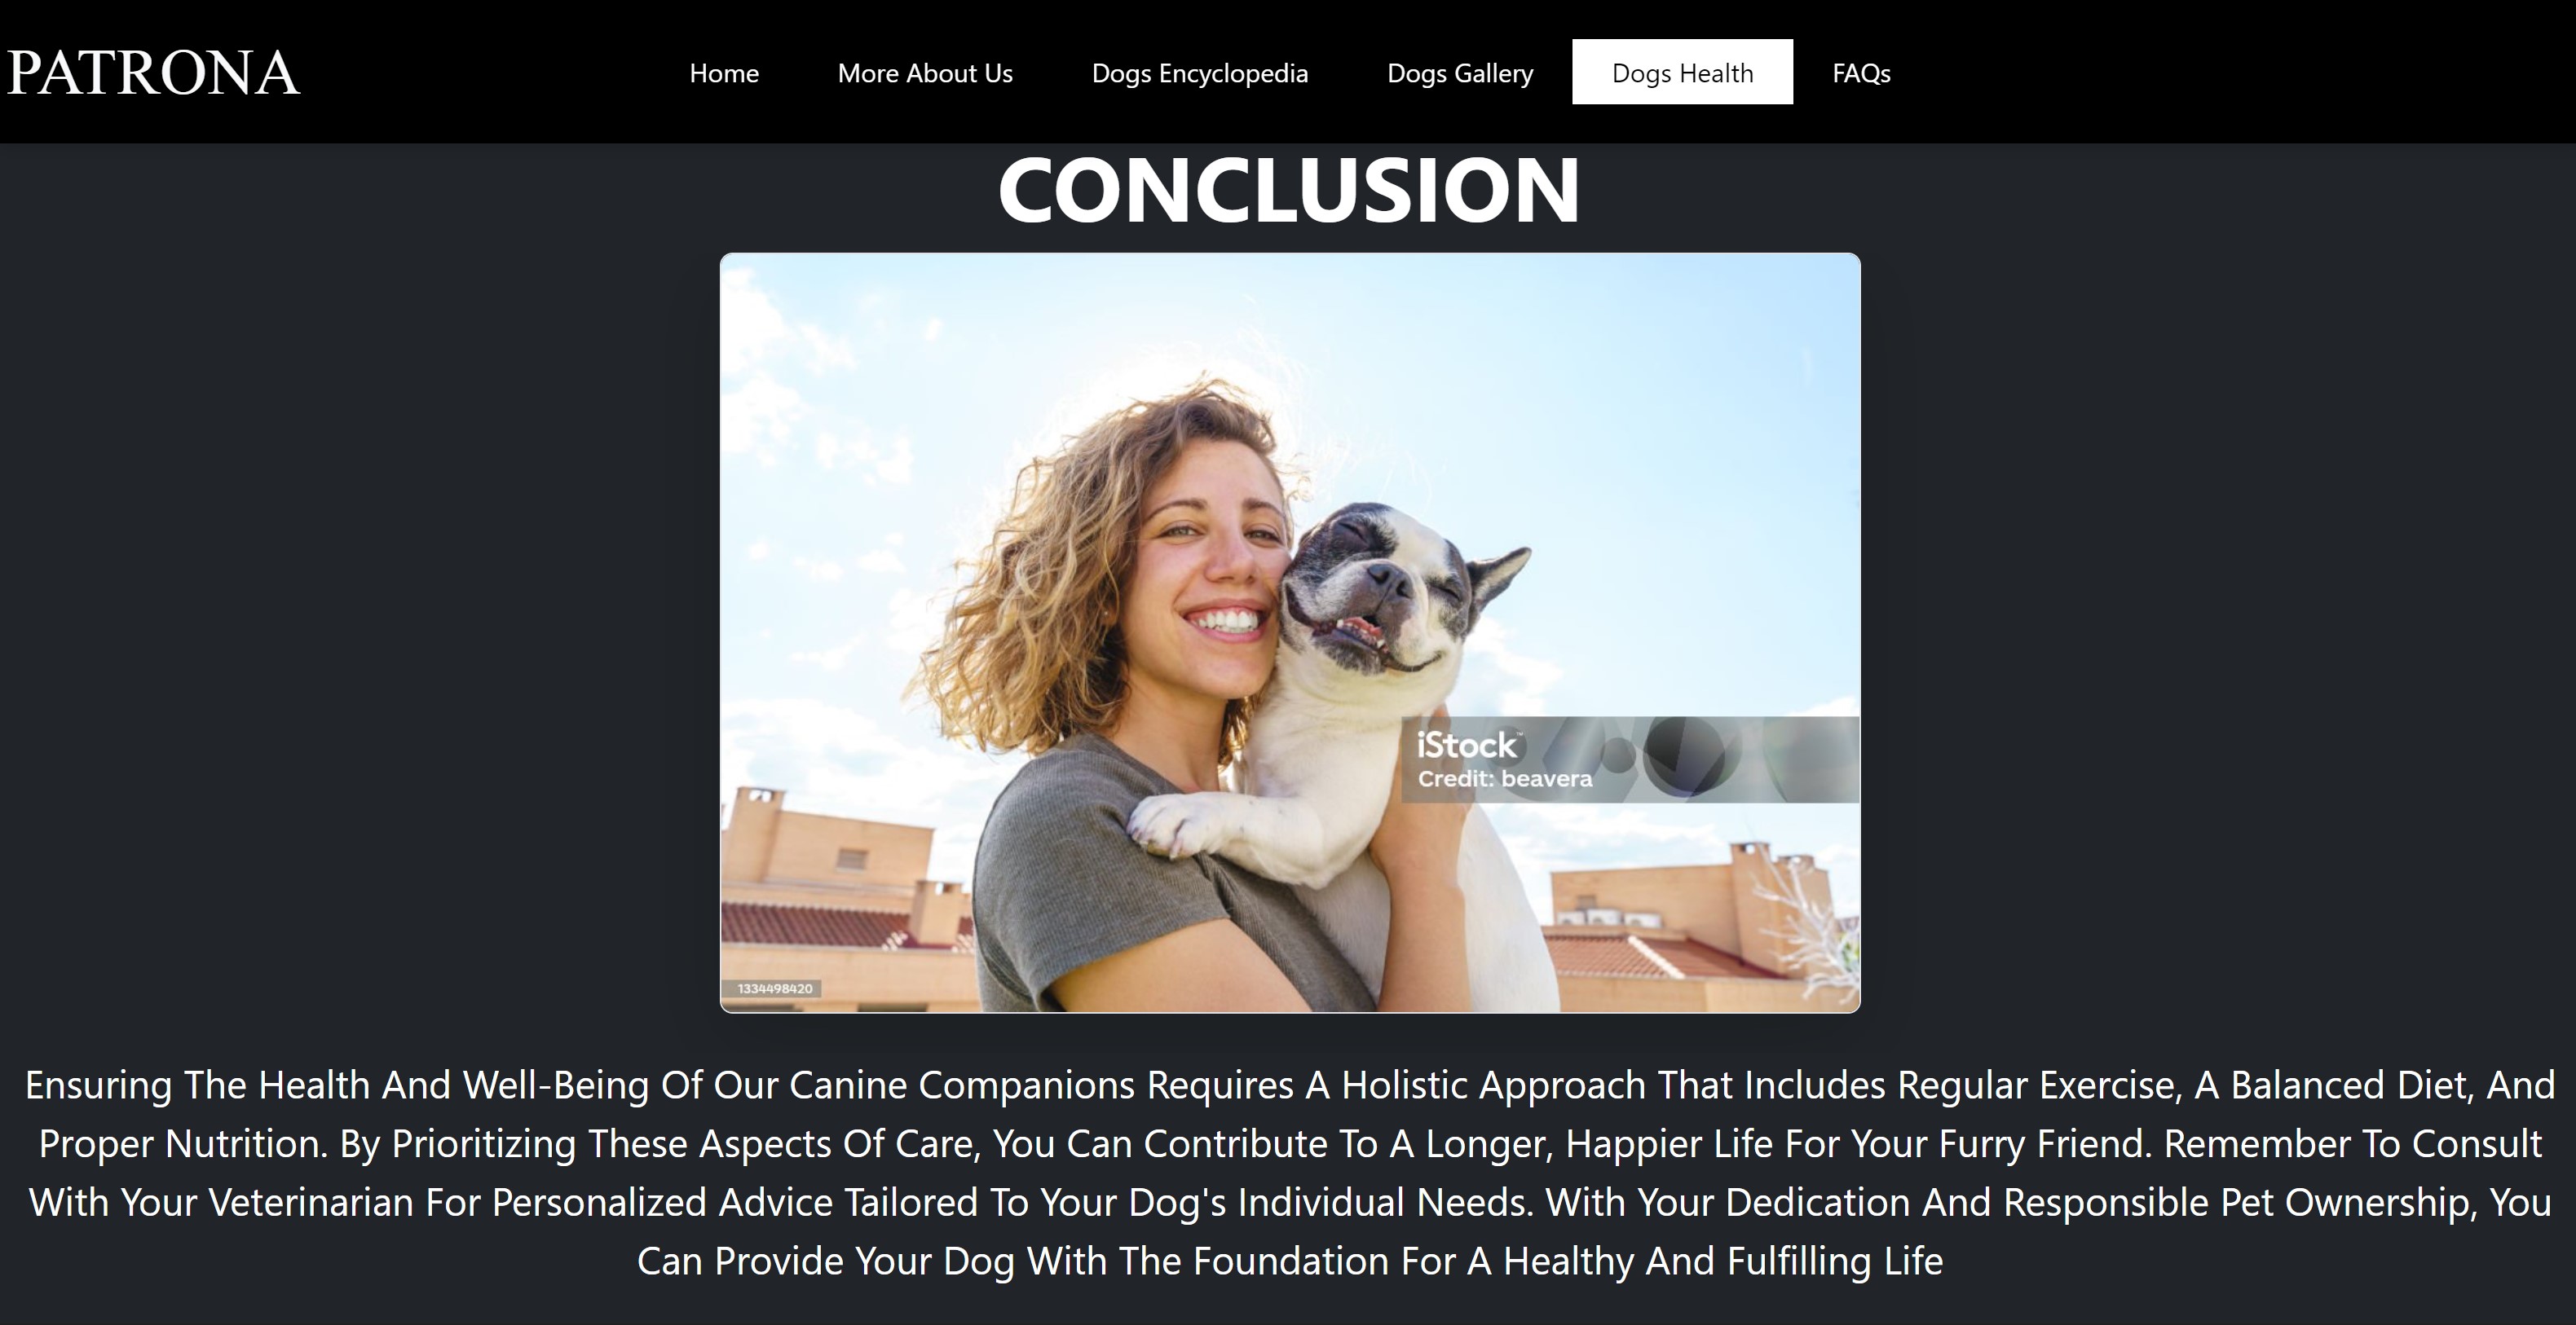 PATRONA
Home More About Us Dogs Encyclopedia Dogs Gallery Dogs Health FAQs
CONCLUSION
iStock™
Credit: beavera
1334498420
Ensuring The Health And Well-Being Of Our Canine Companions Requires A Holistic Approach That Includes Regular Exercise, A Balanced Diet, And
Proper Nutrition. By Prioritizing These Aspects Of Care, You Can Contribute To A Longer, Happier Life For Your Furry Friend. Remember To Consult
With Your Veterinarian For Personalized Advice Tailored To Your Dog's Individual Needs. With Your Dedication And Responsible Pet Ownership, You
Can Provide Your Dog With The Foundation For A Healthy And Fulfilling Life